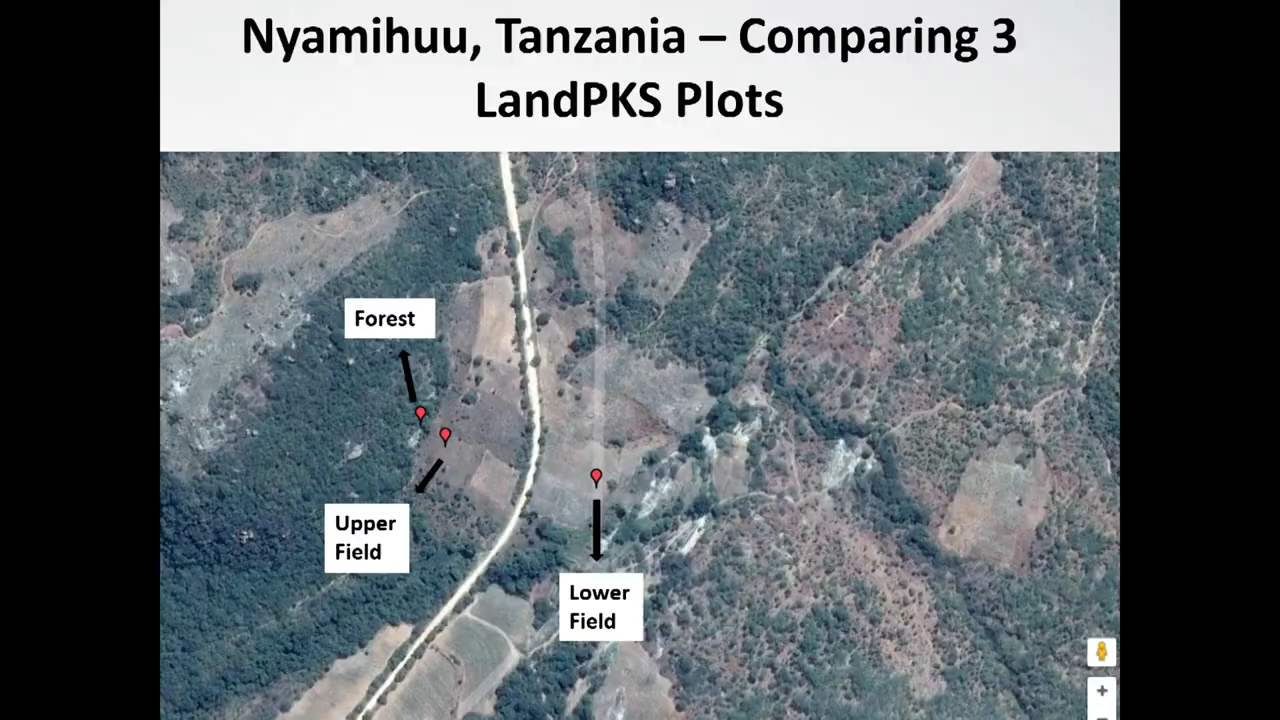 Nyamihuu, Tanzania – Comparing 3
LandPKS Plots
Forest
Upper
Field
Lower
Field
+